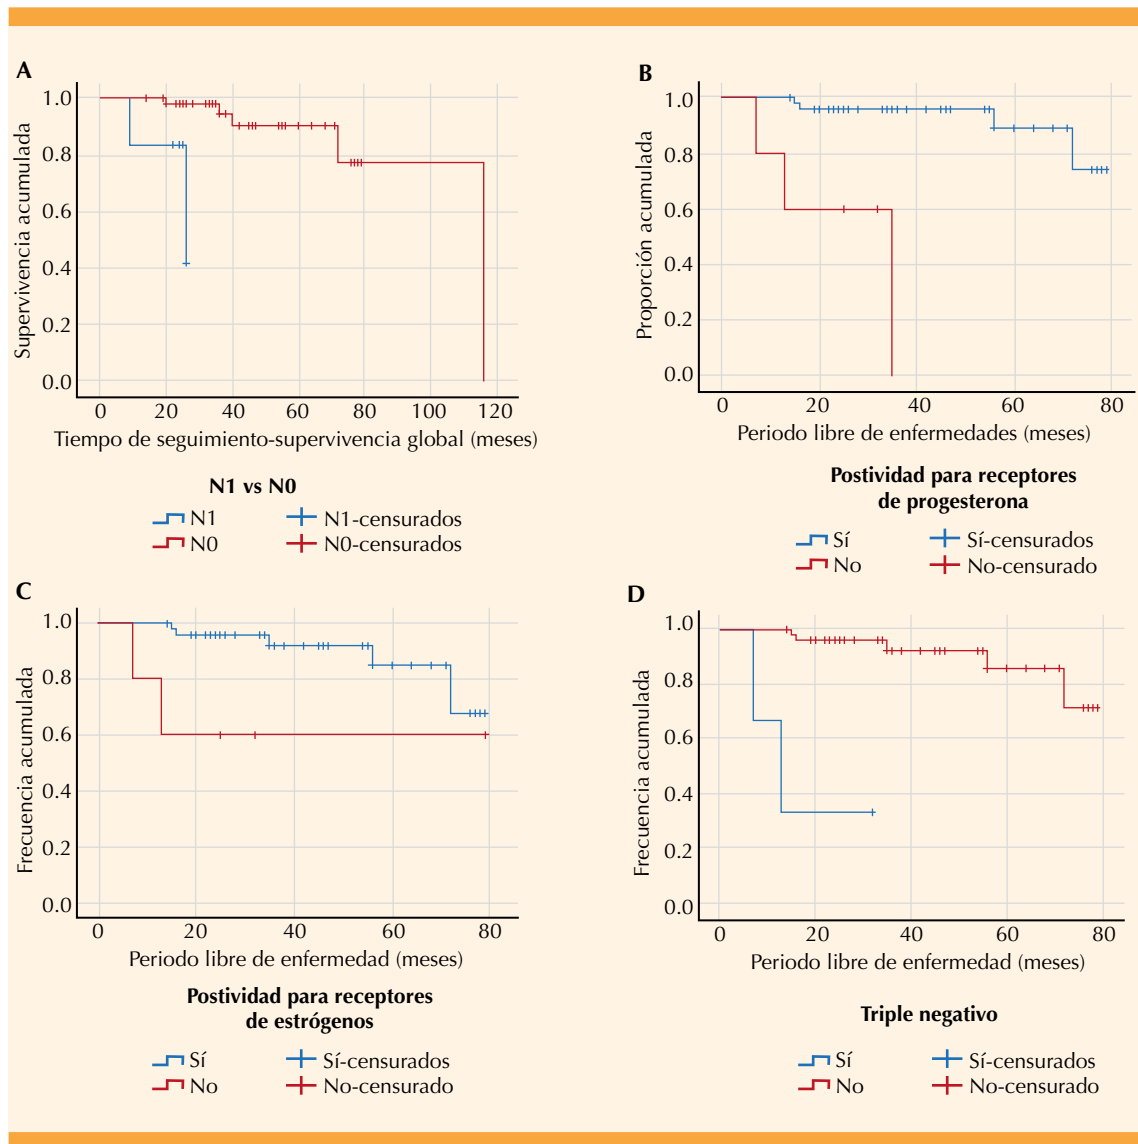 A
Supervivencia acumulada
1.0
0.8
0.6
0.4
0.2
0.0
0 20 40 60 80 100 120
Tiempo de seguimiento-supervivencia global (meses)
N1 vs N0
N1 N1-censurados
N0 N0-censurados
B
Proporción acumulada
1.0
0.8
0.6
0.4
0.2
0.0
0 20 40 60 80
Periodo libre de enfermedades (meses)
Postividad para receptores
de progesterona
Sí Sí-censurados
No No-censurado
C
Frecuencia acumulada
1.0
0.8
0.6
0.4
0.2
0.0
0 20 40 60 80
Periodo libre de enfermedad (meses)
Postividad para receptores
de estrógenos
Sí Sí-censurados
No No-censurado
D
Frecuencia acumulada
1.0
0.8
0.6
0.4
0.2
0.0
0 20 40 60 80
Periodo libre de enfermedad (meses)
Triple negativo
Sí Sí-censurados
No No-censurado